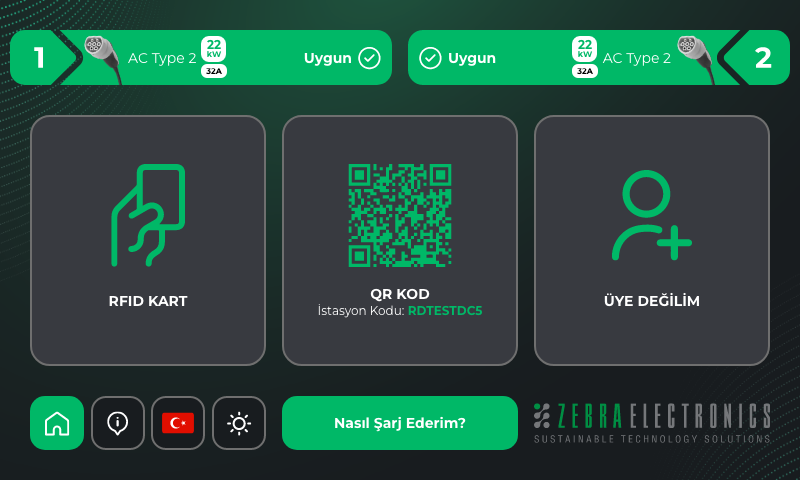 1
AC Type 2
22
kW
32A
Uygun
Uygun
22
kW
32A
AC Type 2
2
RFID KART
QR KOD
İstasyon Kodu: RDTESTDC5
ÜYE DEĞİLİM
Nasıl Şarj Ederim?
ZEBRA ELECTRONICS
SUSTAINABLE TECHNOLOGY SOLUTIONS